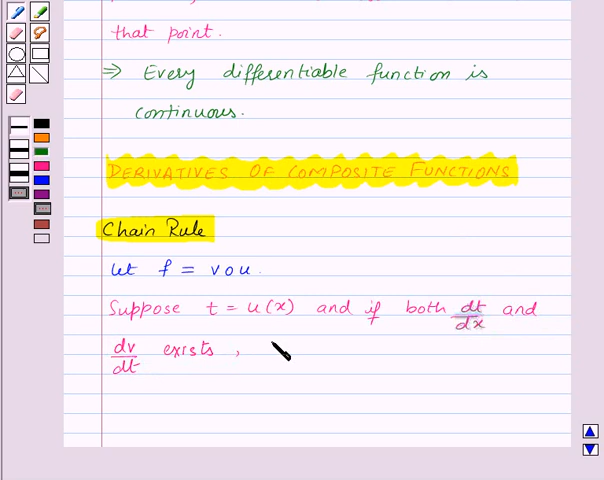 that point.
⇒ Every differentiable function is
continuous.
DERIVATIVES OF COMPOSITE FUNCTIONS
Chain Rule
Let f = v o u.
Suppose t = u(x) and if both dt/dx and
dv/dt exists,